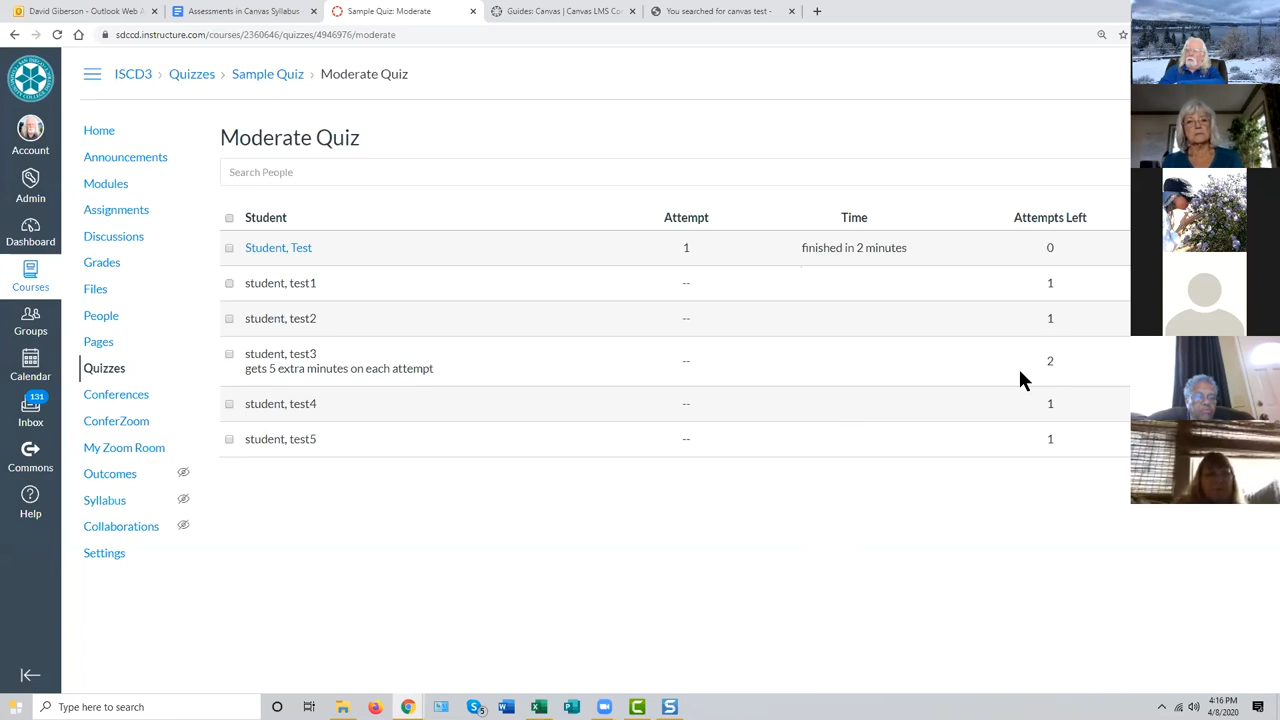 David Giberson - Outlook Web A
Assessments in Canvas Syllabus
Sample Quiz: Moderate
Guides: Canvas | Canvas LMS Co
You searched for canvas test -
sdccd.instructure.com/courses/2360646/quizzes/4946976/moderate
ISCD3 > Quizzes > Sample Quiz > Moderate Quiz
Account
Admin
Dashboard
Courses
Groups
Calendar
131
Inbox
Commons
Help
Home
Announcements
Modules
Assignments
Discussions
Grades
Files
People
Pages
Quizzes
Conferences
ConferZoom
My Zoom Room
Outcomes
Syllabus
Collaborations
Settings
Moderate Quiz
Search People
Student Attempt Time Attempts Left
Student, Test 1 finished in 2 minutes 0
student, test1 -- 1
student, test2 -- 1
student, test3 -- 2
gets 5 extra minutes on each attempt
student, test4 -- 1
student, test5 -- 1
Type here to search
5
4:16 PM
4/8/2020